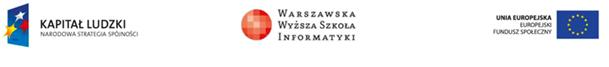 KAPITAŁ LUDZKI
NARODOWA STRATEGIA SPÓJNOŚCI
WARSZAWSKA
WYŻSZA SZKOŁA
INFORMATYKI
UNIA EUROPEJSKA
EUROPEJSKI
FUNDUSZ SPOŁECZNY